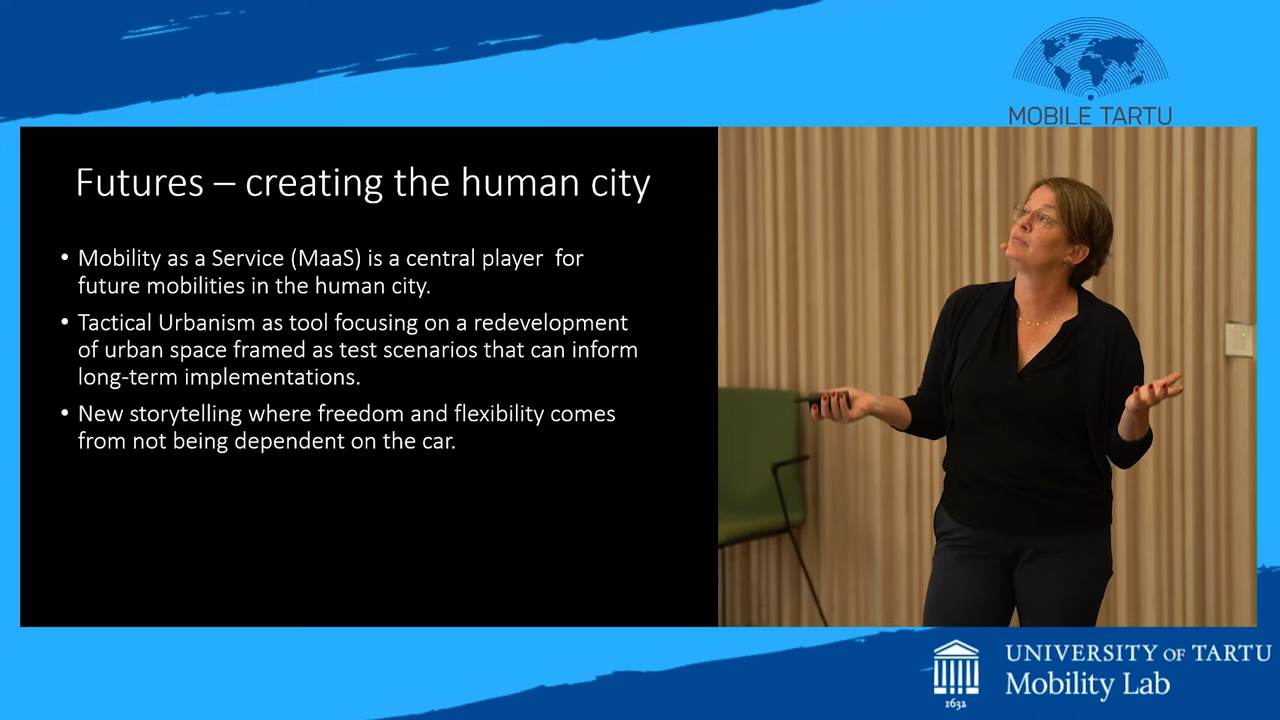 MOBILE TARTU
Futures – creating the human city
• Mobility as a Service (MaaS) is a central player  for
future mobilities in the human city.
• Tactical Urbanism as tool focusing on a redevelopment
of urban space framed as test scenarios that can inform
long-term implementations.
• New storytelling where freedom and flexibility comes
from not being dependent on the car.
UNIVERSITY OF TARTU
Mobility Lab
1632